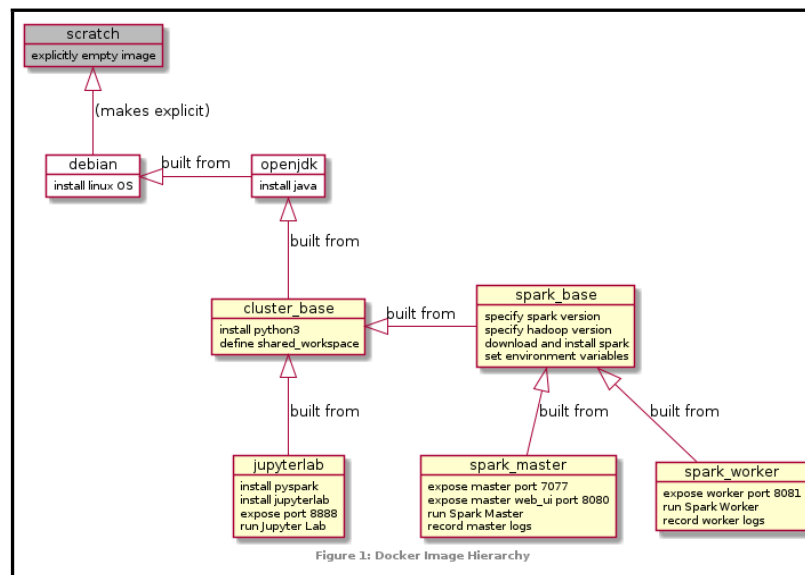 scratch
explicitly empty image
(makes explicit)
debian
install linux OS
built from
openjdk
install java
built from
cluster_base
install python3
define shared_workspace
built from
spark_base
specify spark version
specify hadoop version
download and install spark
set environment variables
built from
built from
built from
jupyterlab
install pyspark
install jupyterlab
expose port 8888
run Jupyter Lab
spark_master
expose master port 7077
expose master web_ui port 8080
run Spark Master
record master logs
spark_worker
expose worker port 8081
run Spark Worker
record worker logs
Figure 1: Docker Image Hierarchy